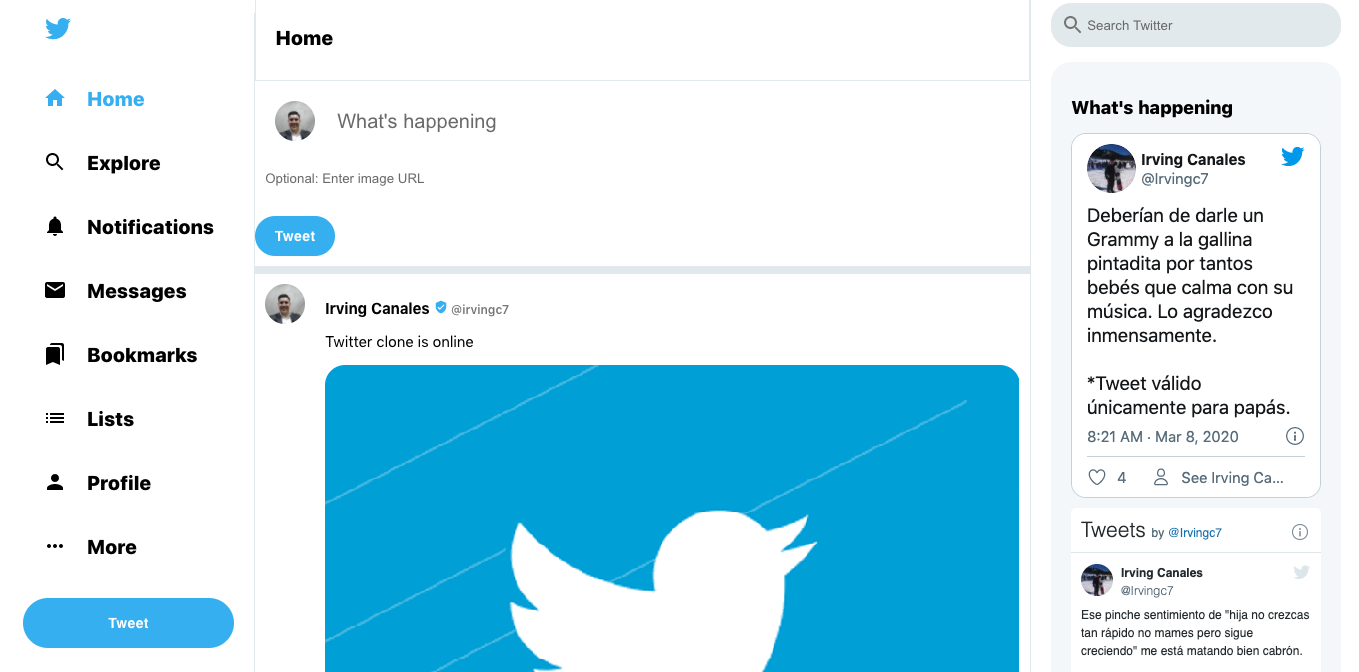 Home
Explore
Notifications
Messages
Bookmarks
Lists
Profile
More
Tweet
Home
What's happening
Optional: Enter image URL
Tweet
Irving Canales @irvingc7
Twitter clone is online
Search Twitter
What's happening
Irving Canales
@Irvingc7
Deberían de darle un
Grammy a la gallina
pintadita por tantos
bebés que calma con su
música. Lo agradezco
inmensamente.
*Tweet válido
únicamente para papás.
8:21 AM · Mar 8, 2020
4 See Irving Ca...
Tweets by @Irvingc7
Irving Canales
@Irvingc7
Ese pinche sentimiento de "hija no crezcas
tan rápido no mames pero sigue
creciendo" me está matando bien cabrón.